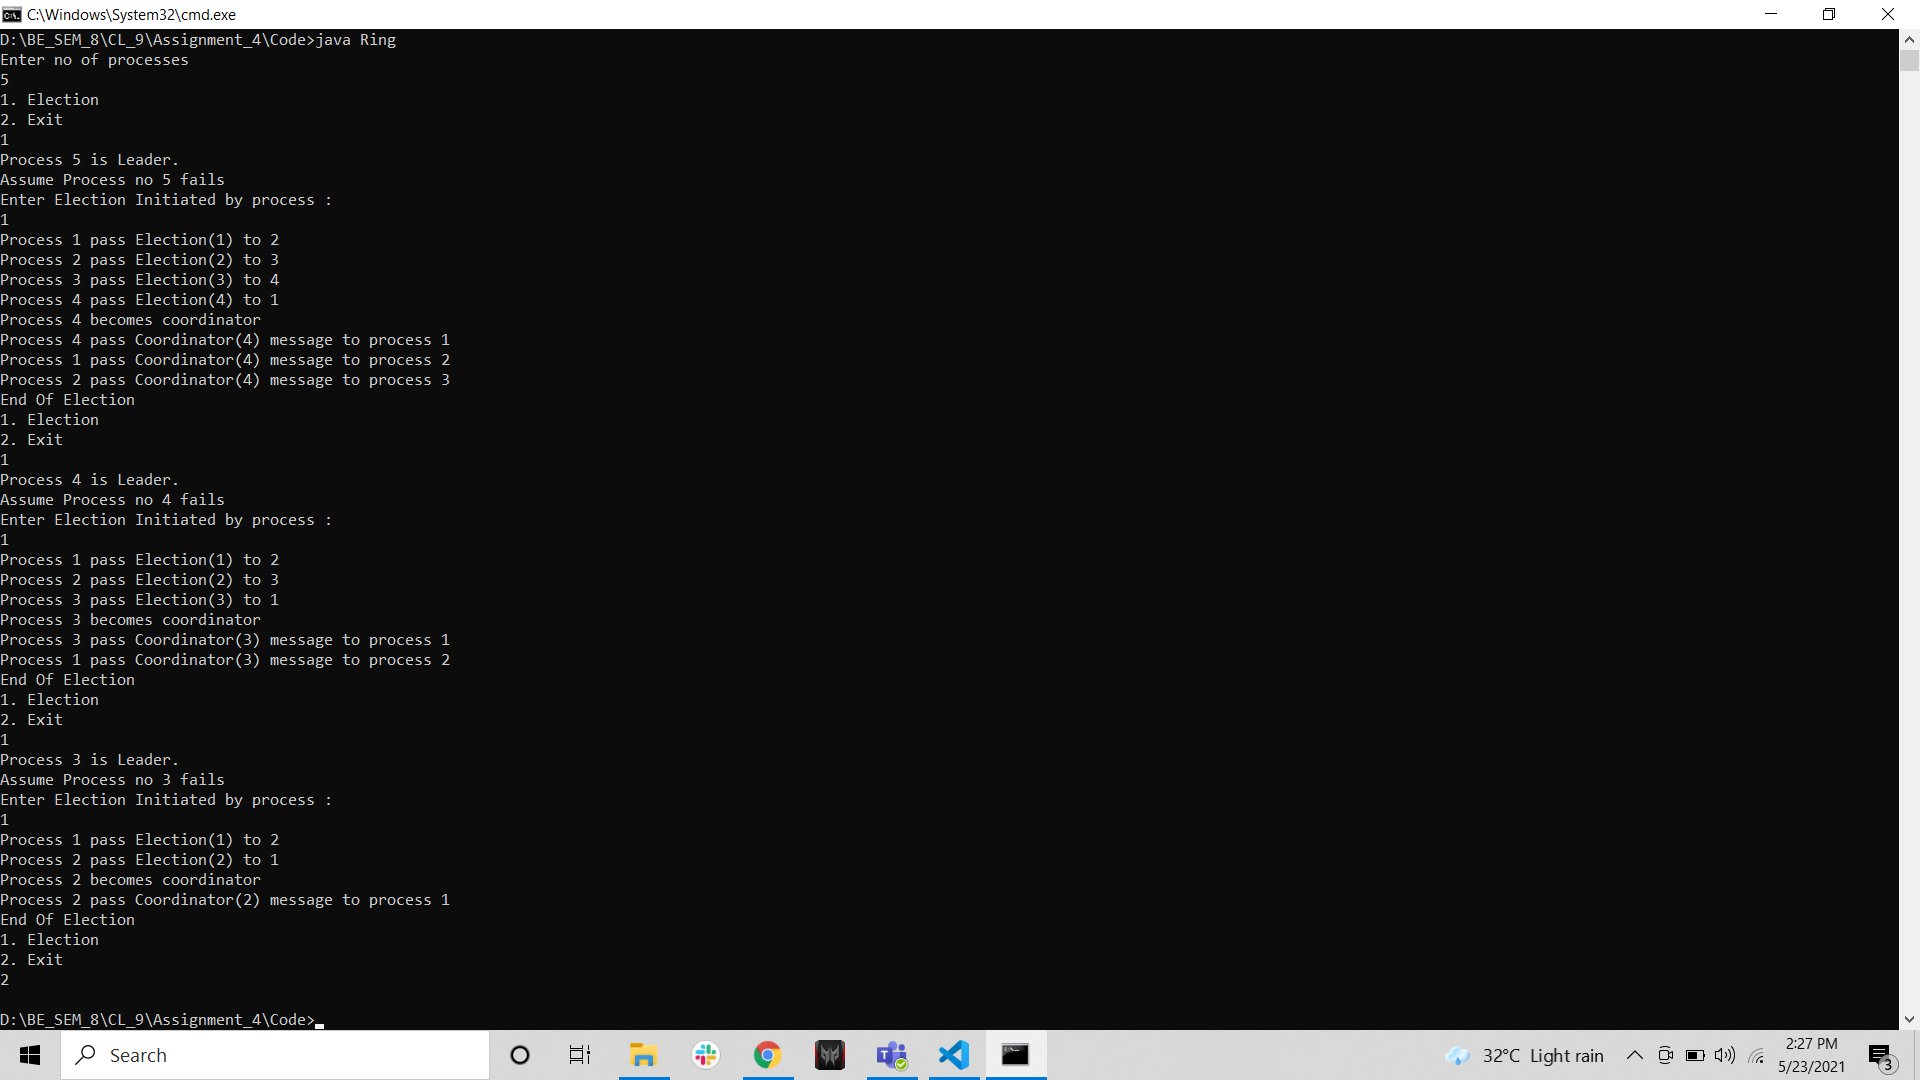 C:\Windows\System32\cmd.exe
D:\BE_SEM_8\CL_9\Assignment_4\Code>java Ring
Enter no of processes
5
1. Election
2. Exit
1
Process 5 is Leader.
Assume Process no 5 fails
Enter Election Initiated by process :
1
Process 1 pass Election(1) to 2
Process 2 pass Election(2) to 3
Process 3 pass Election(3) to 4
Process 4 pass Election(4) to 1
Process 4 becomes coordinator
Process 4 pass Coordinator(4) message to process 1
Process 1 pass Coordinator(4) message to process 2
Process 2 pass Coordinator(4) message to process 3
End Of Election
1. Election
2. Exit
1
Process 4 is Leader.
Assume Process no 4 fails
Enter Election Initiated by process :
1
Process 1 pass Election(1) to 2
Process 2 pass Election(2) to 3
Process 3 pass Election(3) to 1
Process 3 becomes coordinator
Process 3 pass Coordinator(3) message to process 1
Process 1 pass Coordinator(3) message to process 2
End Of Election
1. Election
2. Exit
1
Process 3 is Leader.
Assume Process no 3 fails
Enter Election Initiated by process :
1
Process 1 pass Election(1) to 2
Process 2 pass Election(2) to 1
Process 2 becomes coordinator
Process 2 pass Coordinator(2) message to process 1
End Of Election
1. Election
2. Exit
2
D:\BE_SEM_8\CL_9\Assignment_4\Code>
Search
32°C Light rain
2:27 PM
5/23/2021
3